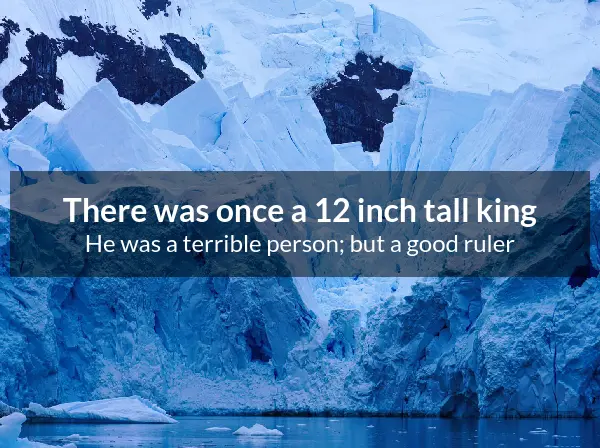 There was once a 12 inch tall king
He was a terrible person; but a good ruler